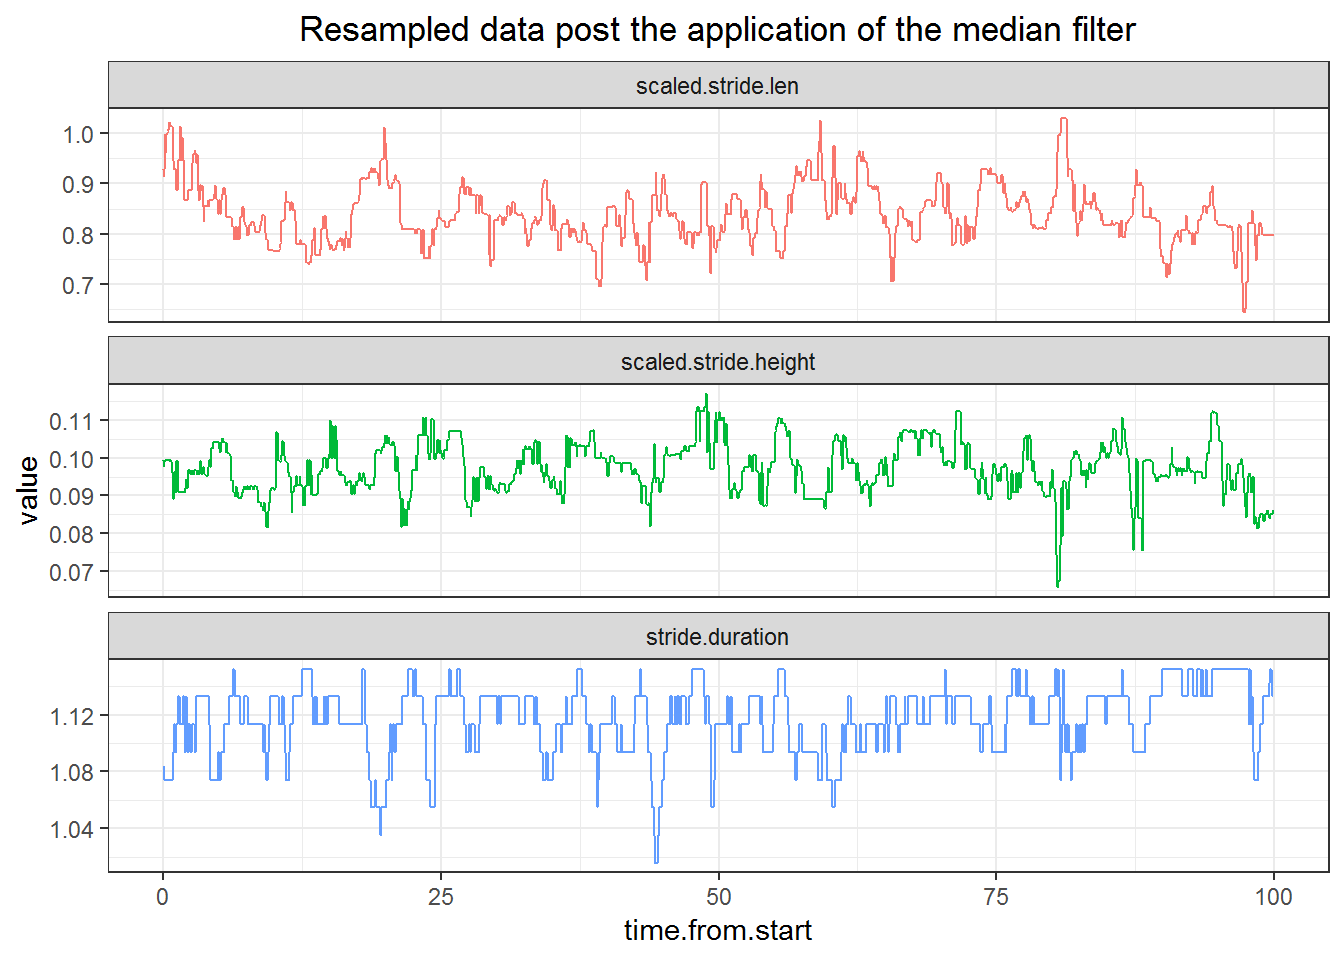 Resampled data post the application of the median filter
scaled.stride.len
1.0
0.9
0.8
0.7
scaled.stride.height
0.11
0.10
0.09
0.08
0.07
value
stride.duration
1.12
1.08
1.04
0 25 50 75 100
time.from.start